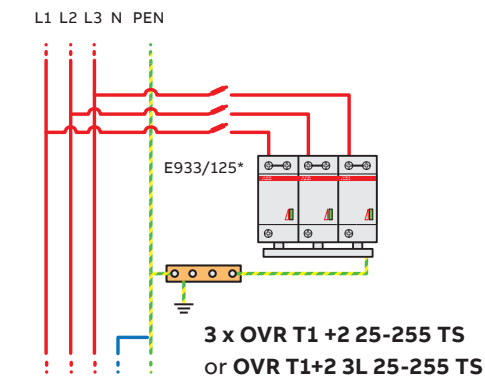 L1 L2 L3 N PEN
E933/125*
3 x OVR T1 +2 25-255 TS
or OVR T1+2 3L 25-255 TS